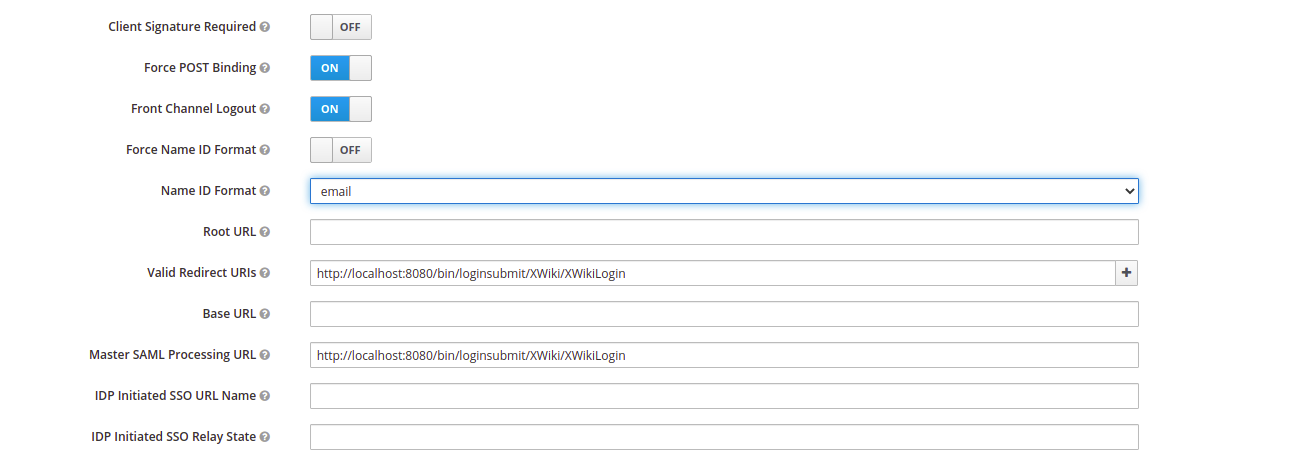 Client Signature Required ? OFF
Force POST Binding ? ON
Front Channel Logout ? ON
Force Name ID Format ? OFF
Name ID Format ? email
Root URL ?
Valid Redirect URIs ? http://localhost:8080/bin/loginsubmit/XWiki/XWikiLogin +
Base URL ?
Master SAML Processing URL ? http://localhost:8080/bin/loginsubmit/XWiki/XWikiLogin
IDP Initiated SSO URL Name ?
IDP Initiated SSO Relay State ?